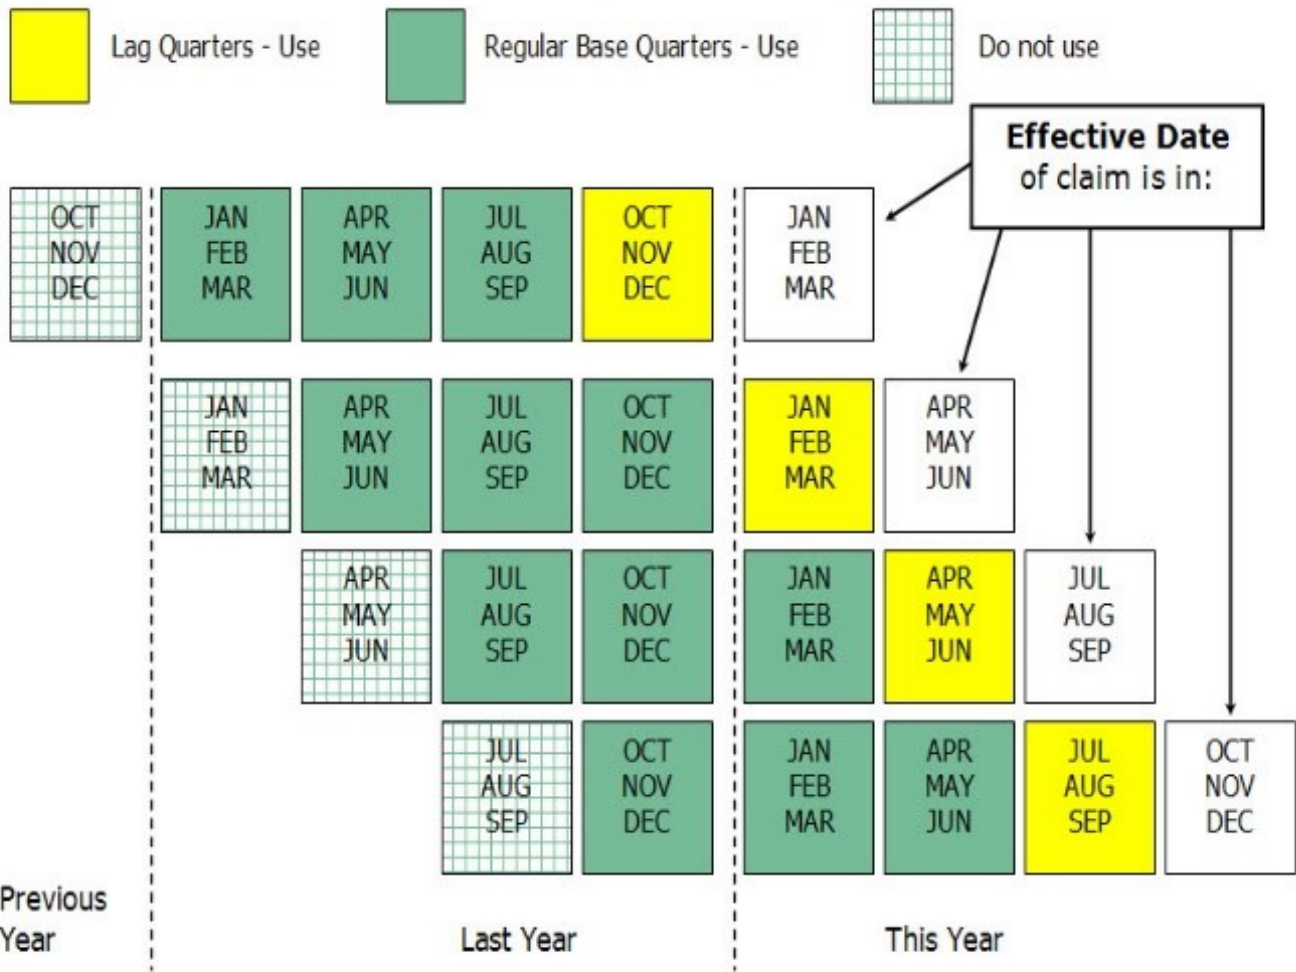 Lag Quarters - Use
Regular Base Quarters - Use
Do not use
Effective Date
of claim is in:
OCT
NOV
DEC
JAN
FEB
MAR
APR
MAY
JUN
JUL
AUG
SEP
OCT
NOV
DEC
JAN
FEB
MAR
JAN
FEB
MAR
APR
MAY
JUN
JUL
AUG
SEP
OCT
NOV
DEC
JAN
FEB
MAR
APR
MAY
JUN
APR
MAY
JUN
JUL
AUG
SEP
OCT
NOV
DEC
JAN
FEB
MAR
APR
MAY
JUN
JUL
AUG
SEP
JUL
AUG
SEP
OCT
NOV
DEC
JAN
FEB
MAR
APR
MAY
JUN
JUL
AUG
SEP
OCT
NOV
DEC
Previous
Year
Last Year
This Year